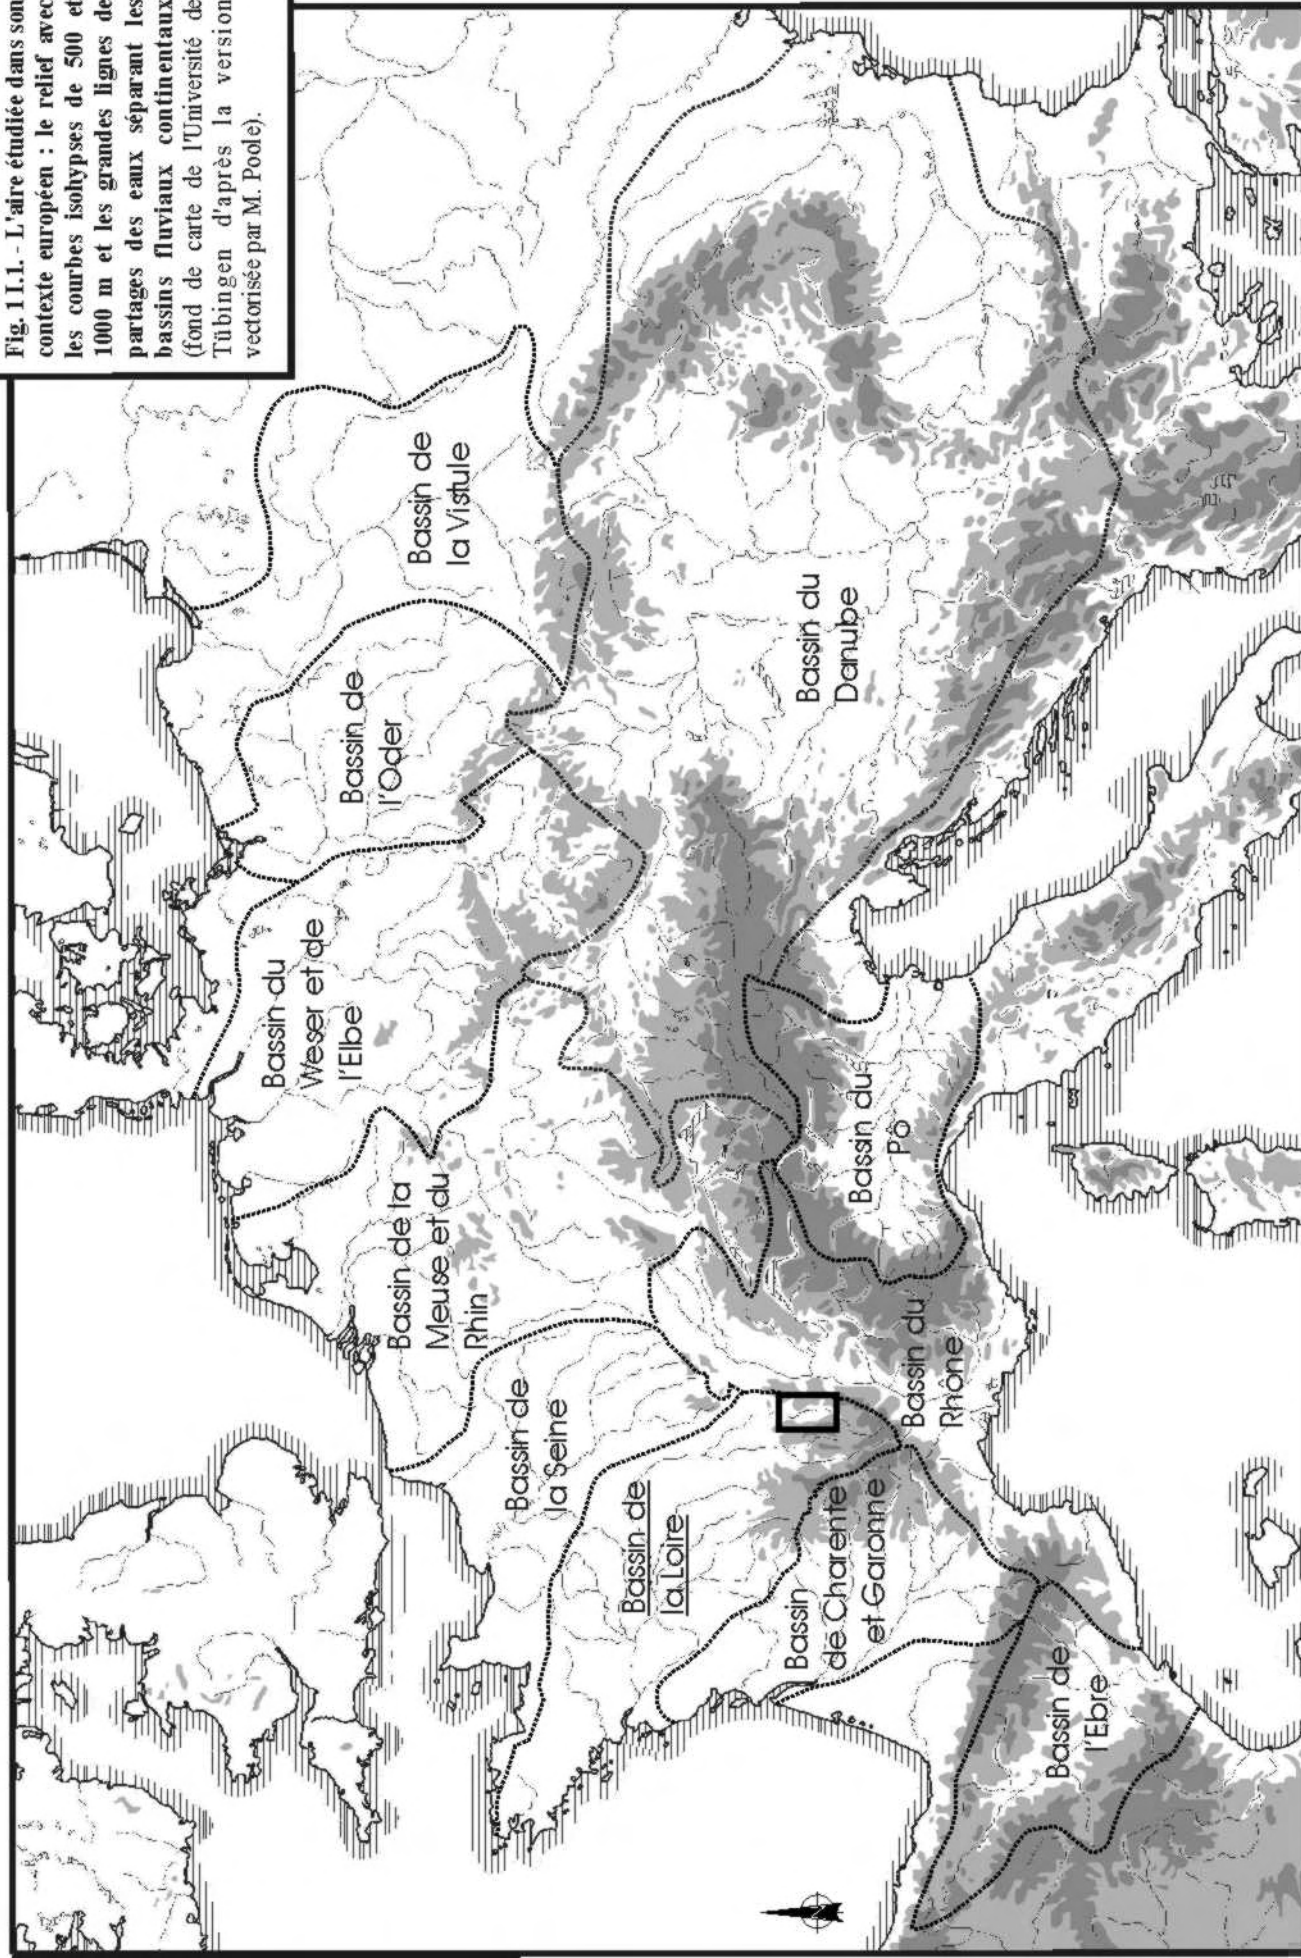 Fig. 1 I.1. - L'aire étudiée dans son
contexte européen : le relief avec
les courbes isohypses de 500 et
1000 m et les grandes lignes de
partages des eaux séparant les
bassins fluviaux continentaux
(fond de carte de l'Université de
Tübingen d'après la version
vectorisée par M. Poole).
Bassin de
la Vistule
Bassin de
l'Oder
Bassin du
Weser et de
l'Elbe
Bassin de la
Meuse et du
Rhin
Bassin de
la Seine
Bassin de
la Loire
Bassin
de Charente
et Garonne
Bassin de
l'Ebre
Bassin du
Rhône
Bassin du
Pô
Bassin du
Danube
N